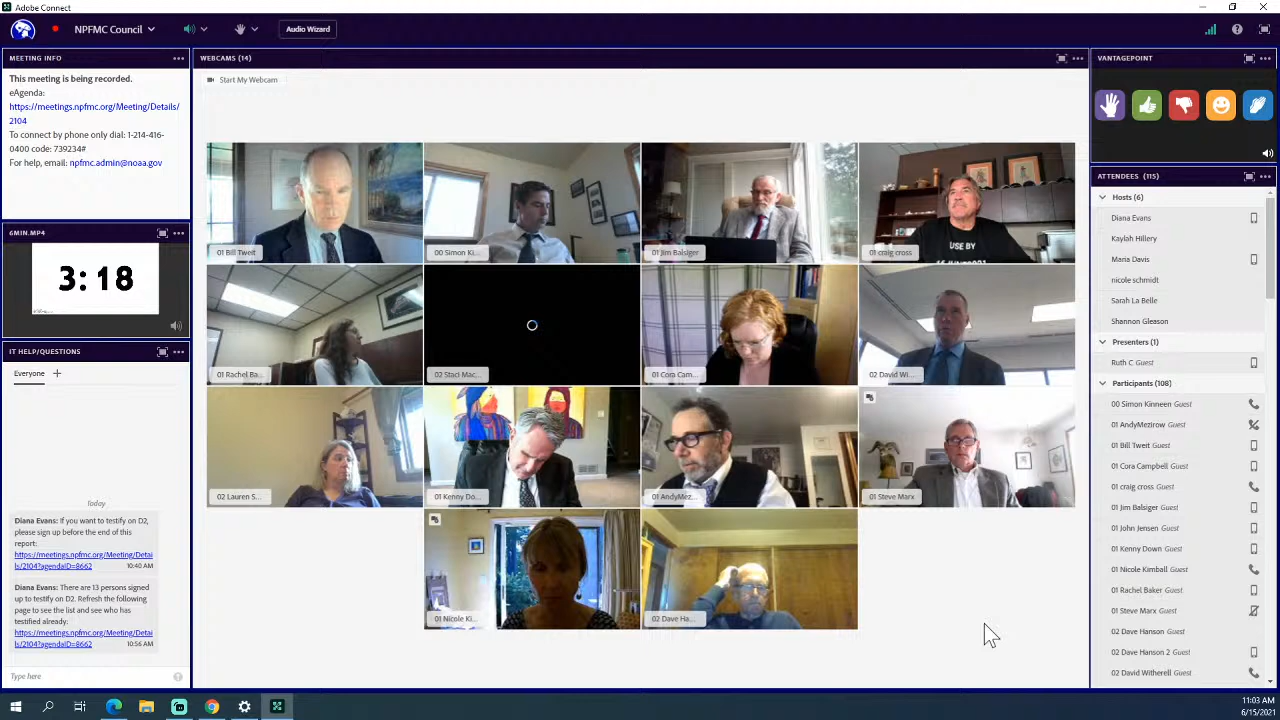 Adobe Connect
NPFMC Council
Audio Wizard
MEETING INFO
This meeting is being recorded.
eAgenda:
https://meetings.npfmc.org/Meeting/Details/
2104
To connect by phone only dial: 1-214-416-
0400 code: 739234#
For help, email: npfmc.admin@noaa.gov
6MIN.MP4
3:18
IT HELP/QUESTIONS
Everyone
Today
Diana Evans: If you want to testify on D2,
please sign up before the end of this
report:
https://meetings.npfmc.org/Meeting/Detai
ls/2104?agendaID=8662
10:40 AM
Diana Evans: There are 13 persons signed
up to testify on D2. Refresh the following
page to see the list and see who has
testified already:
https://meetings.npfmc.org/Meeting/Detai
ls/2104?agendaID=8662
10:56 AM
Type here
WEBCAMS (14)
Start My Webcam
01 Bill Tweit
00 Simon Ki...
01 Jim Balsiger
01 craig cross
USE BY
01 Rachel Ba...
02 Staci Mac...
01 Cora Cam...
02 David Wi...
02 Lauren S...
01 Kenny Do...
01 AndyMez...
01 Steve Marx
01 Nicole Ki...
02 Dave Ha...
VANTAGEPOINT
ATTENDEES (115)
Hosts (6)
Diana Evans
Kaylah Hillery
Maria Davis
nicole schmidt
Sarah La Belle
Shannon Gleason
Presenters (1)
Ruth C Guest
Participants (108)
00 Simon Kinneen Guest
01 AndyMezirow Guest
01 Bill Tweit Guest
01 Cora Campbell Guest
01 craig cross Guest
01 Jim Balsiger Guest
01 John Jensen Guest
01 Kenny Down Guest
01 Nicole Kimball Guest
01 Rachel Baker Guest
01 Steve Marx Guest
02 Dave Hanson Guest
02 Dave Hanson 2 Guest
02 David Witherell Guest
11:03 AM
6/15/2021